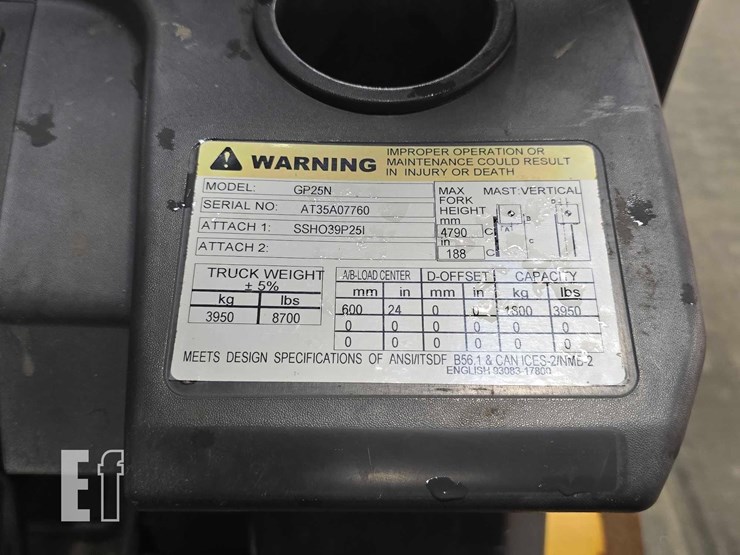 WARNING
IMPROPER OPERATION OR
MAINTENANCE COULD RESULT
IN INJURY OR DEATH
MODEL: GP25N
SERIAL NO: AT35A07760
ATTACH 1: SSHO39P25I
ATTACH 2:
MAX FORK HEIGHT
mm
4790
in
188
MAST:VERTICAL
A B C D
TRUCK WEIGHT
± 5%
kg lbs
3950 8700
A/B-LOAD CENTER D-OFFSET CAPACITY
mm in mm in kg lbs
600 24 0 0 1800 3950
0 0 0 0 0 0
0 0 0 0 0 0
MEETS DESIGN SPECIFICATIONS OF ANSI/ITSDF B56.1 & CAN ICES-2/NMB-2
ENGLISH 93083-17800
Ef